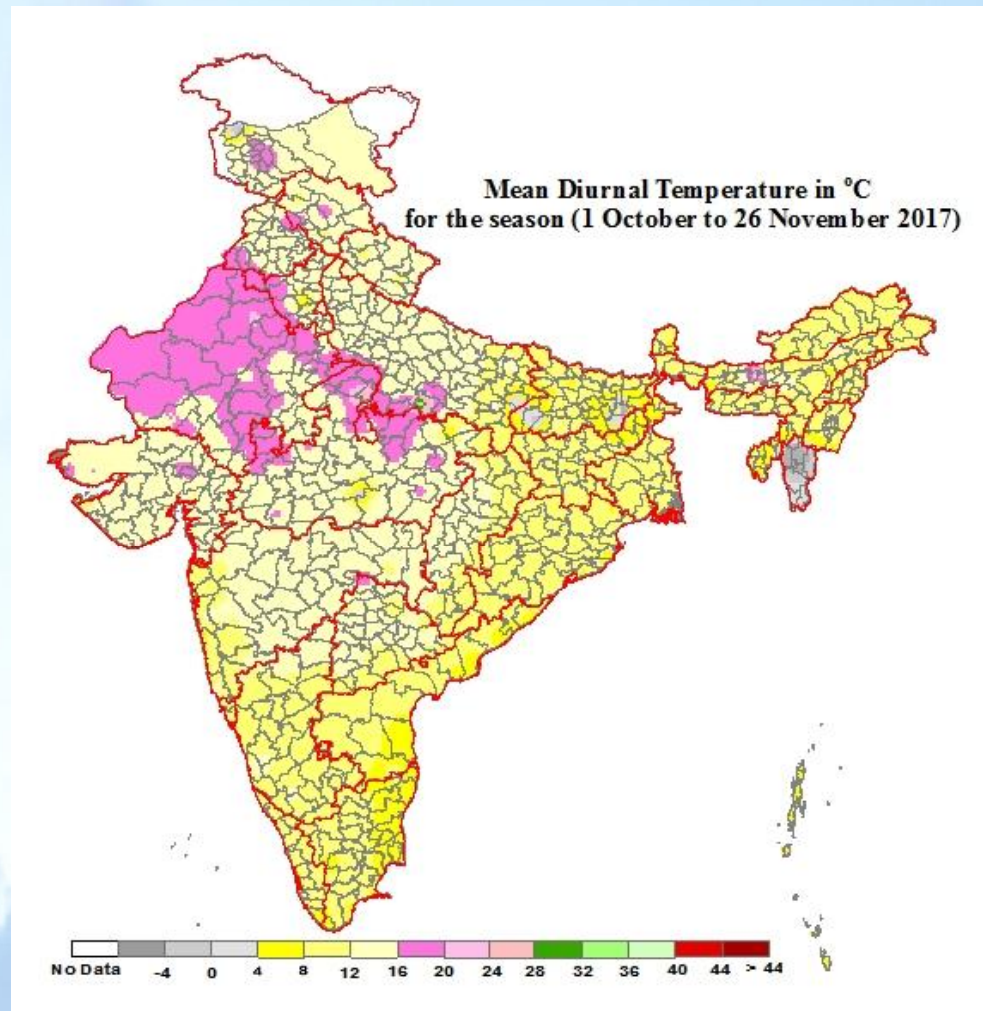 Mean Diurnal Temperature in °C
for the season (1 October to 26 November 2017)
No Data -4 0 4 8 12 16 20 24 28 32 36 40 44 > 44